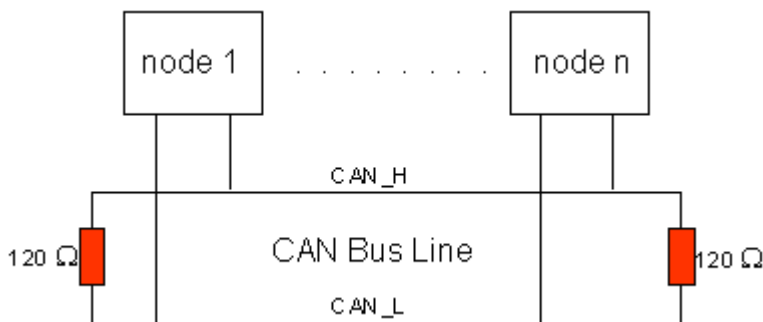 node 1 . . . . . . . . node n
CAN_H
120 Ω CAN Bus Line 120 Ω
CAN_L